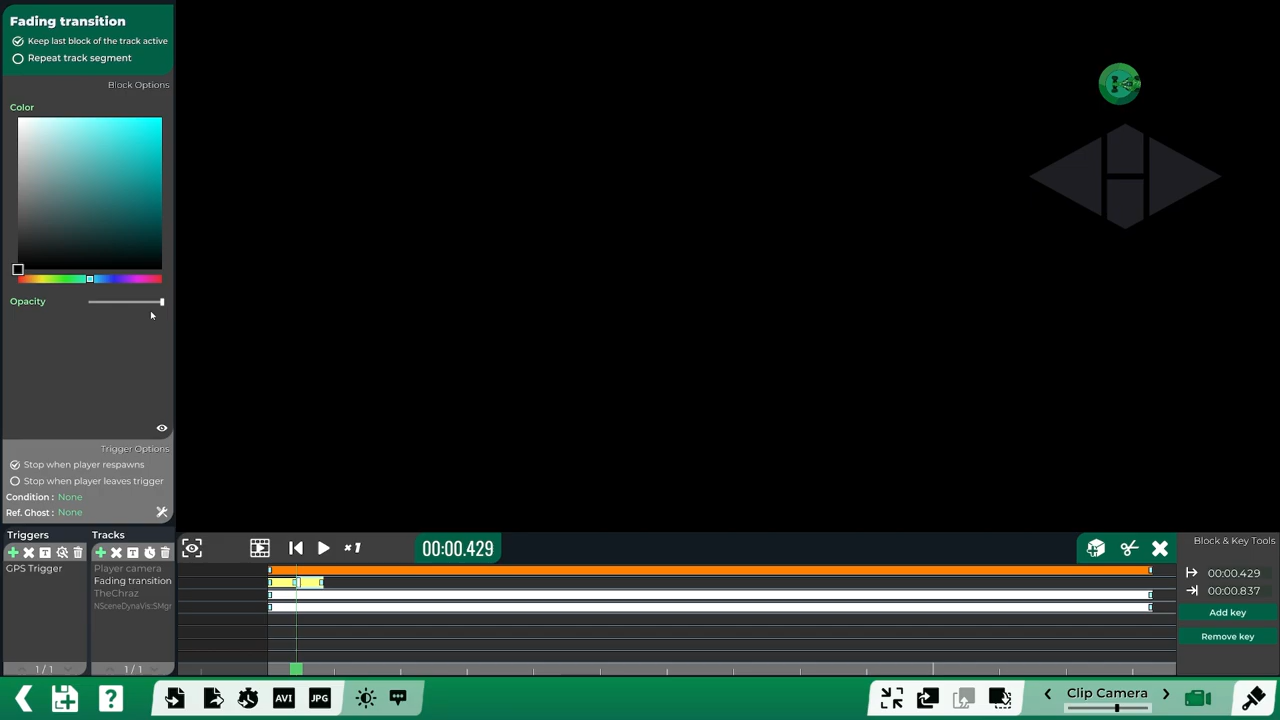 Fading transition
Keep last block of the track active
Repeat track segment
Block Options
Color
Opacity
Trigger Options
Stop when player respawns
Stop when player leaves trigger
Condition : None
Ref. Ghost : None
Triggers
Tracks
GPS Trigger
Player camera
Fading transition
TheChraz
NSceneDynaVis::SMgr
1 / 1
1 / 1
x1
00:00.429
Block & Key Tools
00:00.429
00:00.837
Add key
Remove key
AVI
JPG
Clip Camera